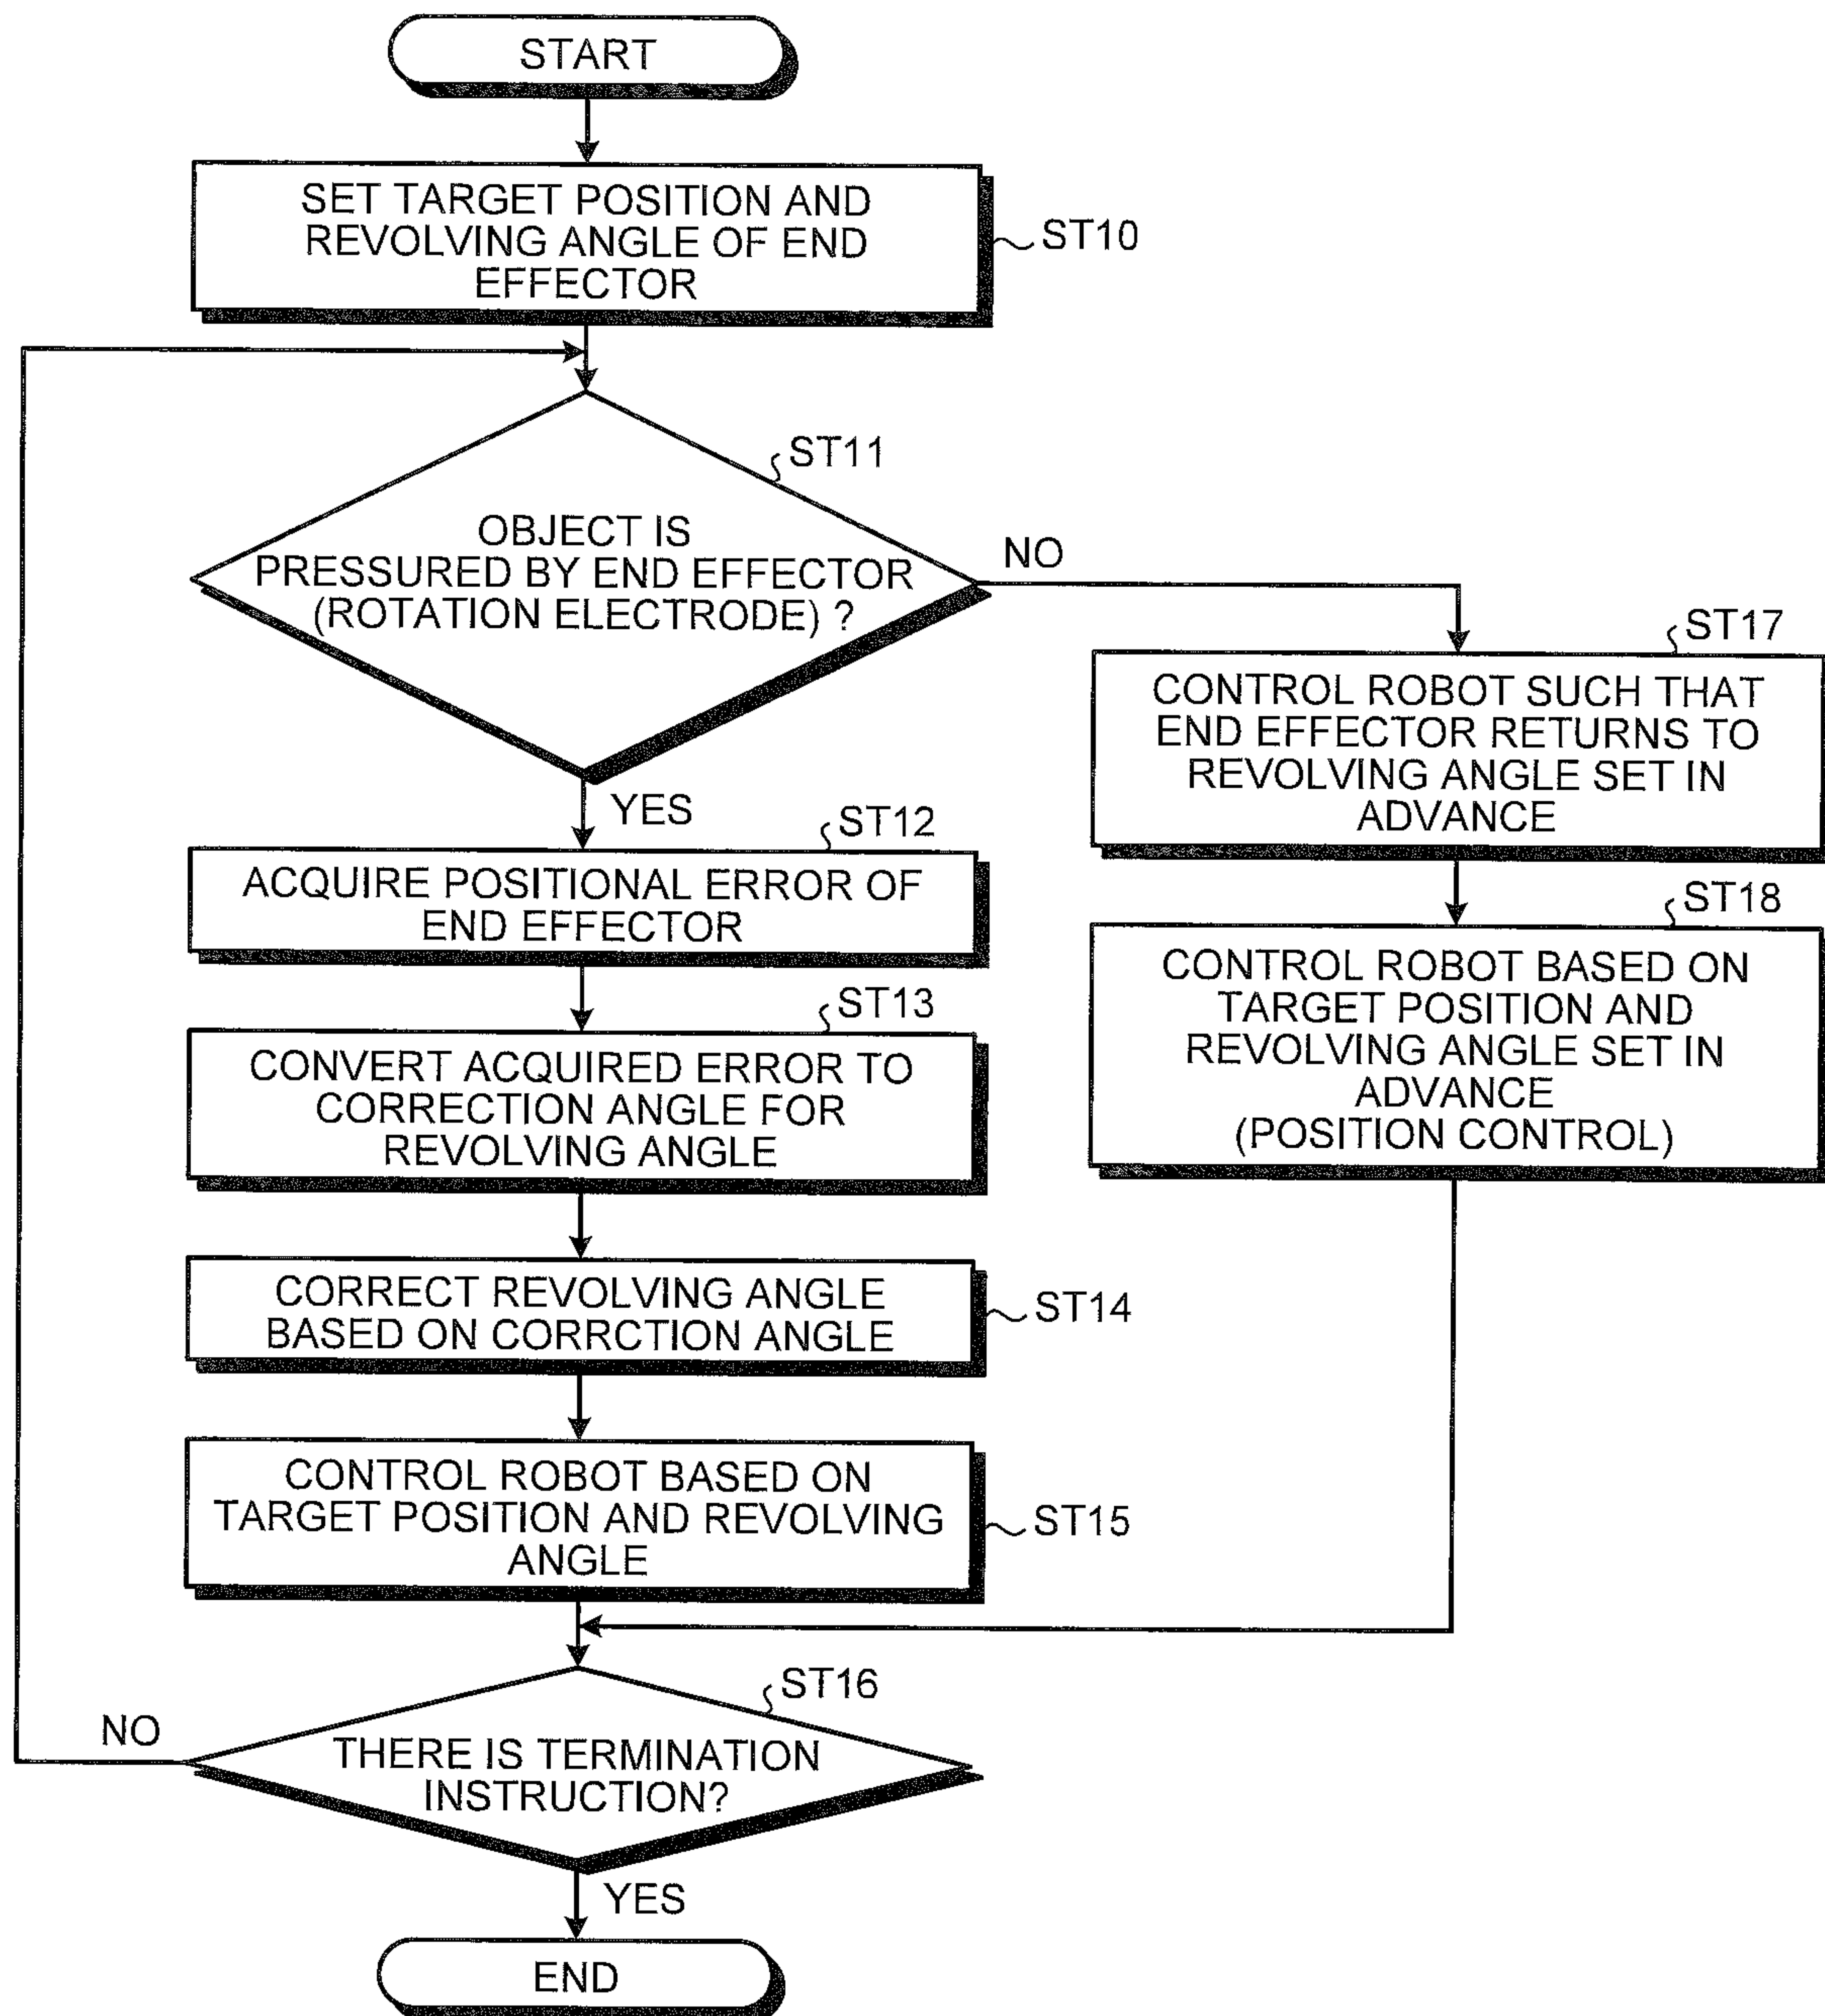 START
SET TARGET POSITION AND
REVOLVING ANGLE OF END
EFFECTOR
ST10
ST11
OBJECT IS
PRESSURED BY END EFFECTOR
(ROTATION ELECTRODE) ?
NO
YES
ST17
CONTROL ROBOT SUCH THAT
END EFFECTOR RETURNS TO
REVOLVING ANGLE SET IN
ADVANCE
ST12
ACQUIRE POSITIONAL ERROR OF
END EFFECTOR
ST18
CONTROL ROBOT BASED ON
TARGET POSITION AND
REVOLVING ANGLE SET IN
ADVANCE
(POSITION CONTROL)
ST13
CONVERT ACQUIRED ERROR TO
CORRECTION ANGLE FOR
REVOLVING ANGLE
CORRECT REVOLVING ANGLE
BASED ON CORRCTION ANGLE
ST14
CONTROL ROBOT BASED ON
TARGET POSITION AND REVOLVING
ANGLE
ST15
ST16
NO
THERE IS TERMINATION
INSTRUCTION?
YES
END